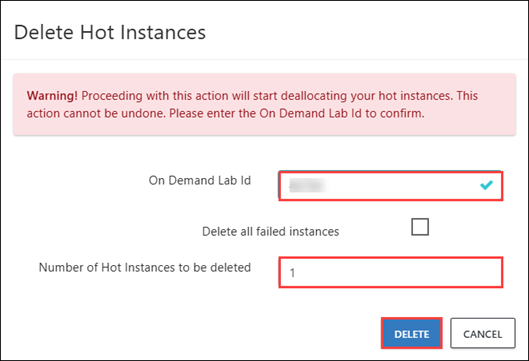 Delete Hot Instances
Warning! Proceeding with this action will start deallocating your hot instances. This
action cannot be undone. Please enter the On Demand Lab Id to confirm.
On Demand Lab Id
Delete all failed instances
Number of Hot Instances to be deleted
1
DELETE
CANCEL